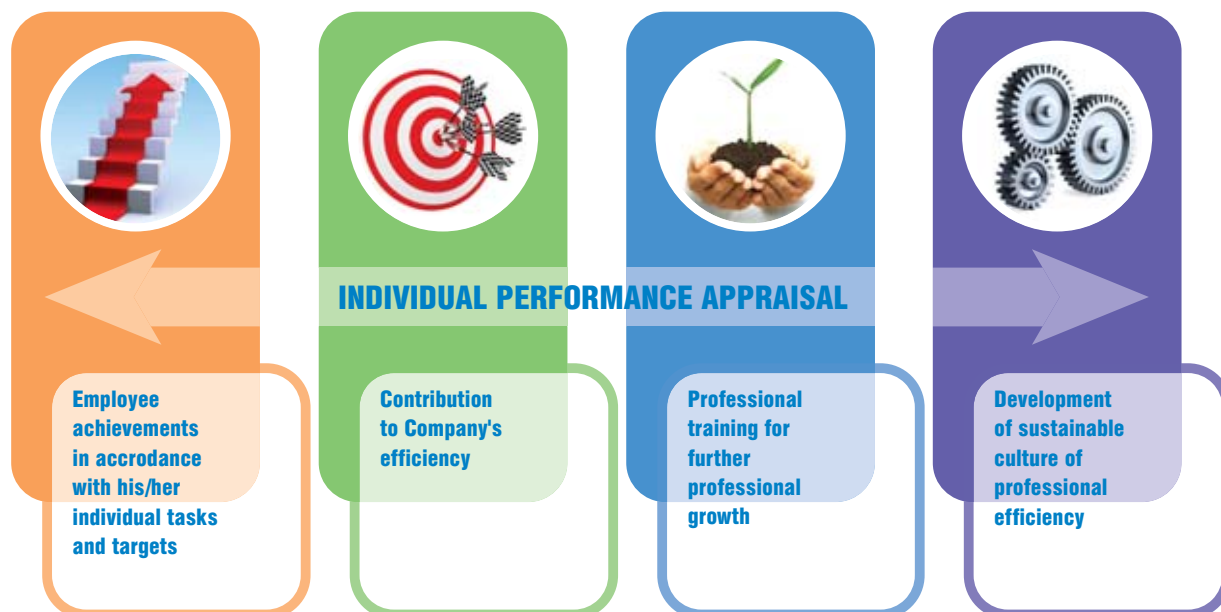 INDIVIDUAL PERFORMANCE APPRAISAL
Employee
achievements
in accrodance
with his/her
individual tasks
and targets
Contribution
to Company's
efficiency
Professional
training for
further
professional
growth
Development
of sustainable
culture of
professional
efficiency